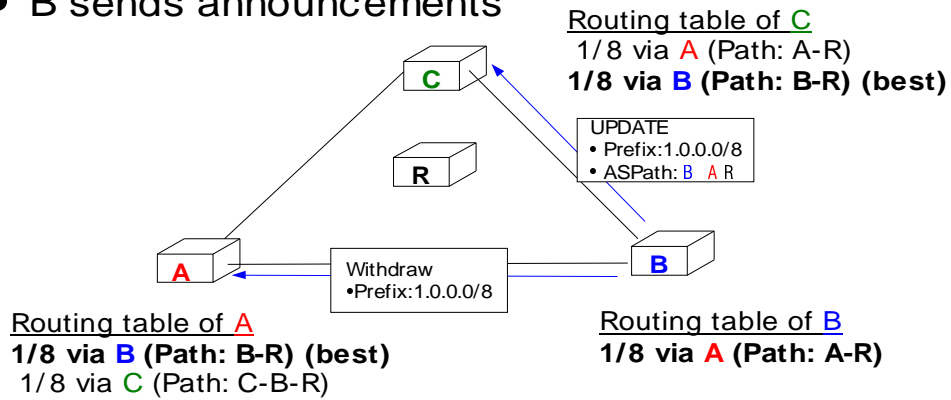 • B sends announcements
Routing table of C
1/8 via A (Path: A-R)
1/8 via B (Path: B-R) (best)
C
UPDATE
• Prefix:1.0.0.0/8
• ASPath: B A R
R
A
B
Withdraw
•Prefix:1.0.0.0/8
Routing table of A
1/8 via B (Path: B-R) (best)
1/8 via C (Path: C-B-R)
Routing table of B
1/8 via A (Path: A-R)